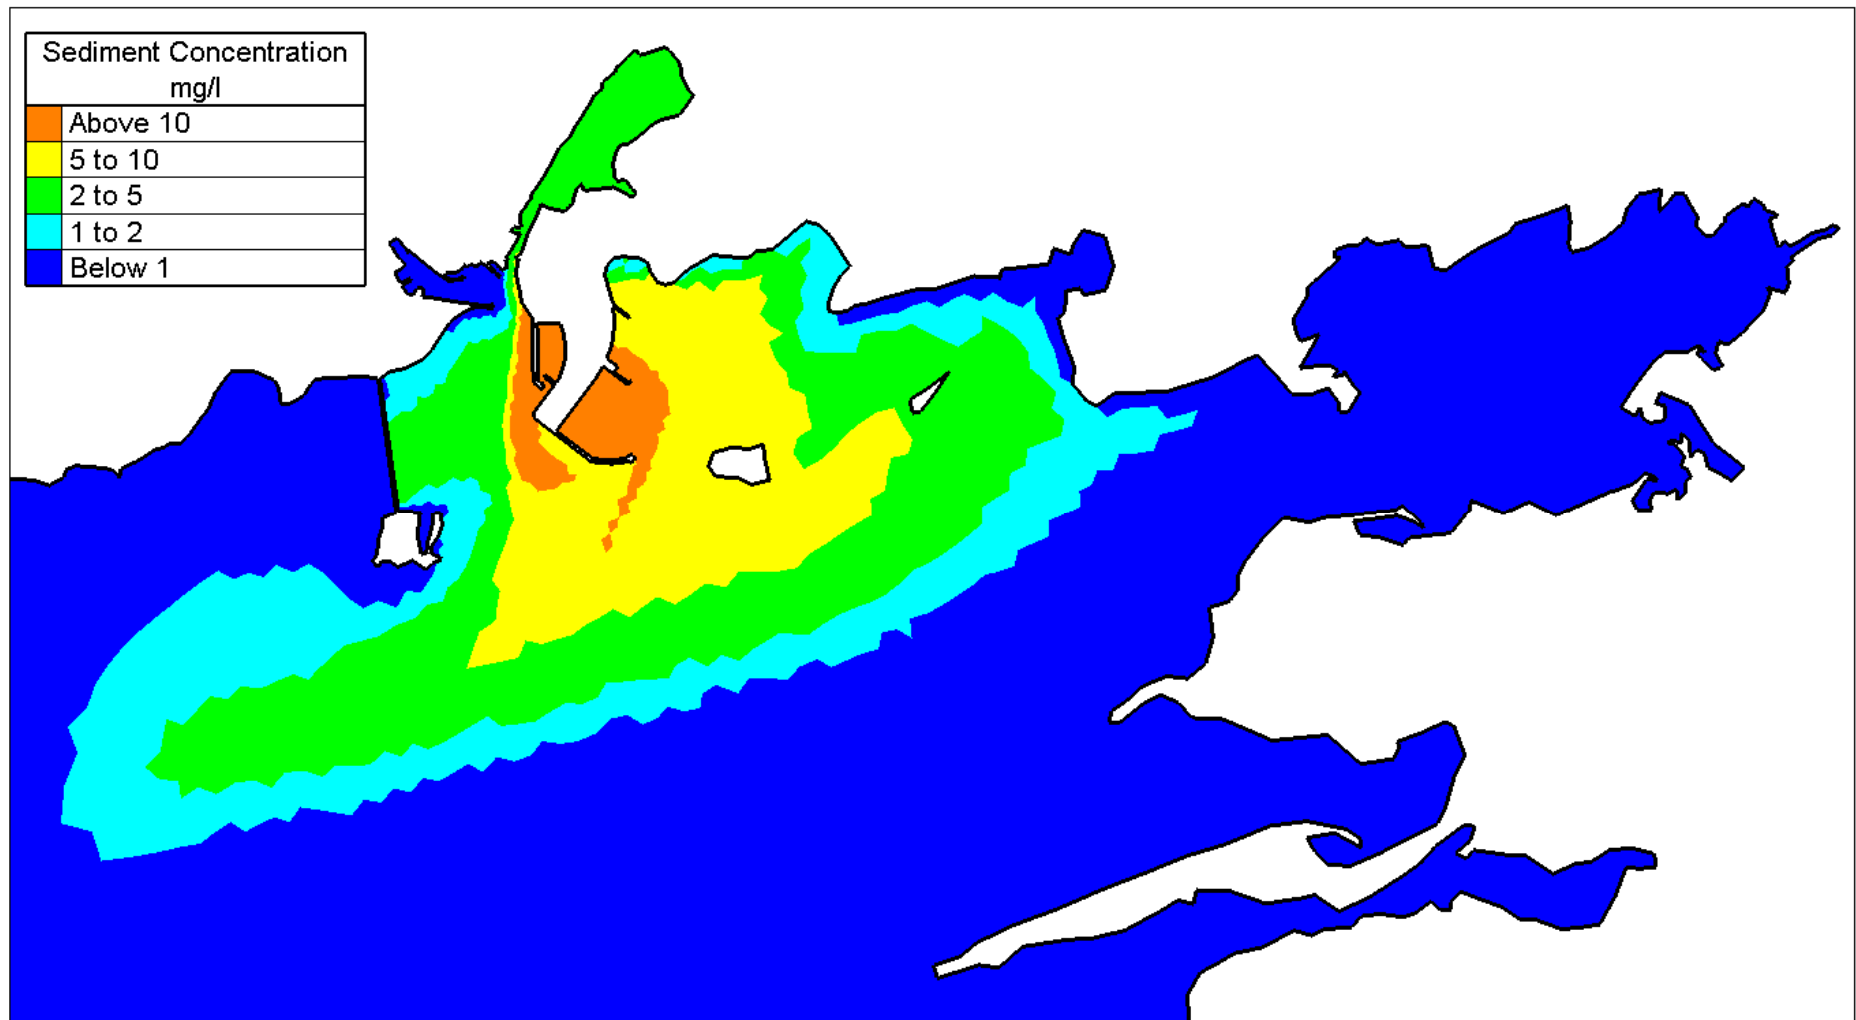 Sediment Concentration
mg/l
Above 10
5 to 10
2 to 5
1 to 2
Below 1